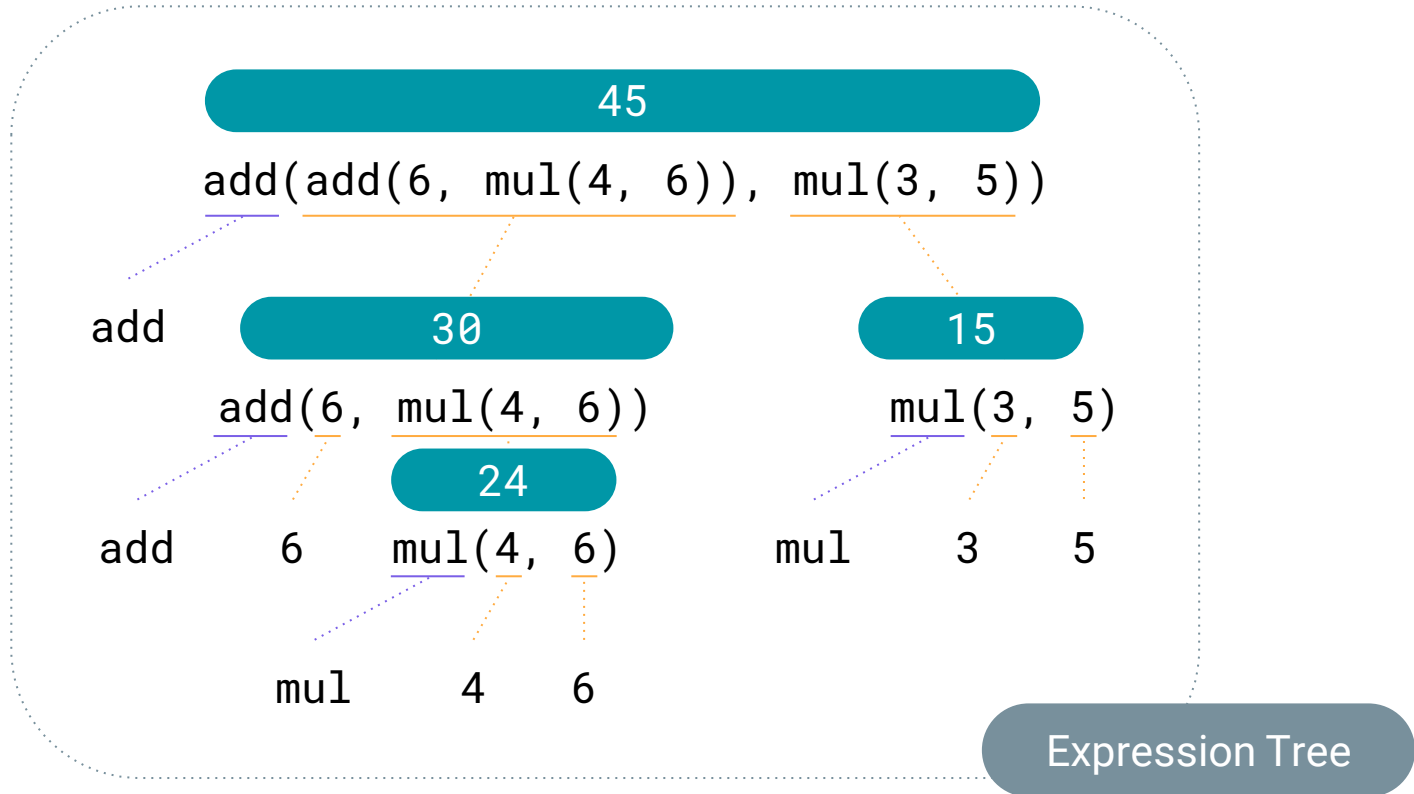 45
add(add(6, mul(4, 6)), mul(3, 5))
add 30 15
add(6, mul(4, 6)) mul(3, 5)
24
add 6 mul(4, 6) mul 3 5
mul 4 6
Expression Tree